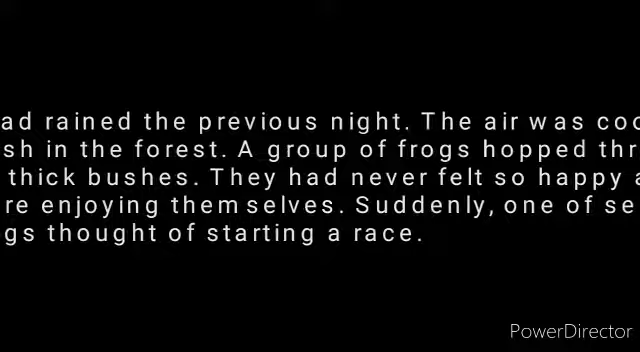 ad rained the previous night. The air was coo
sh in the forest. A group of frogs hopped thr
thick bushes. They had never felt so happy a
re enjoying themselves. Suddenly, one of se
gs thought of starting a race.
PowerDirector